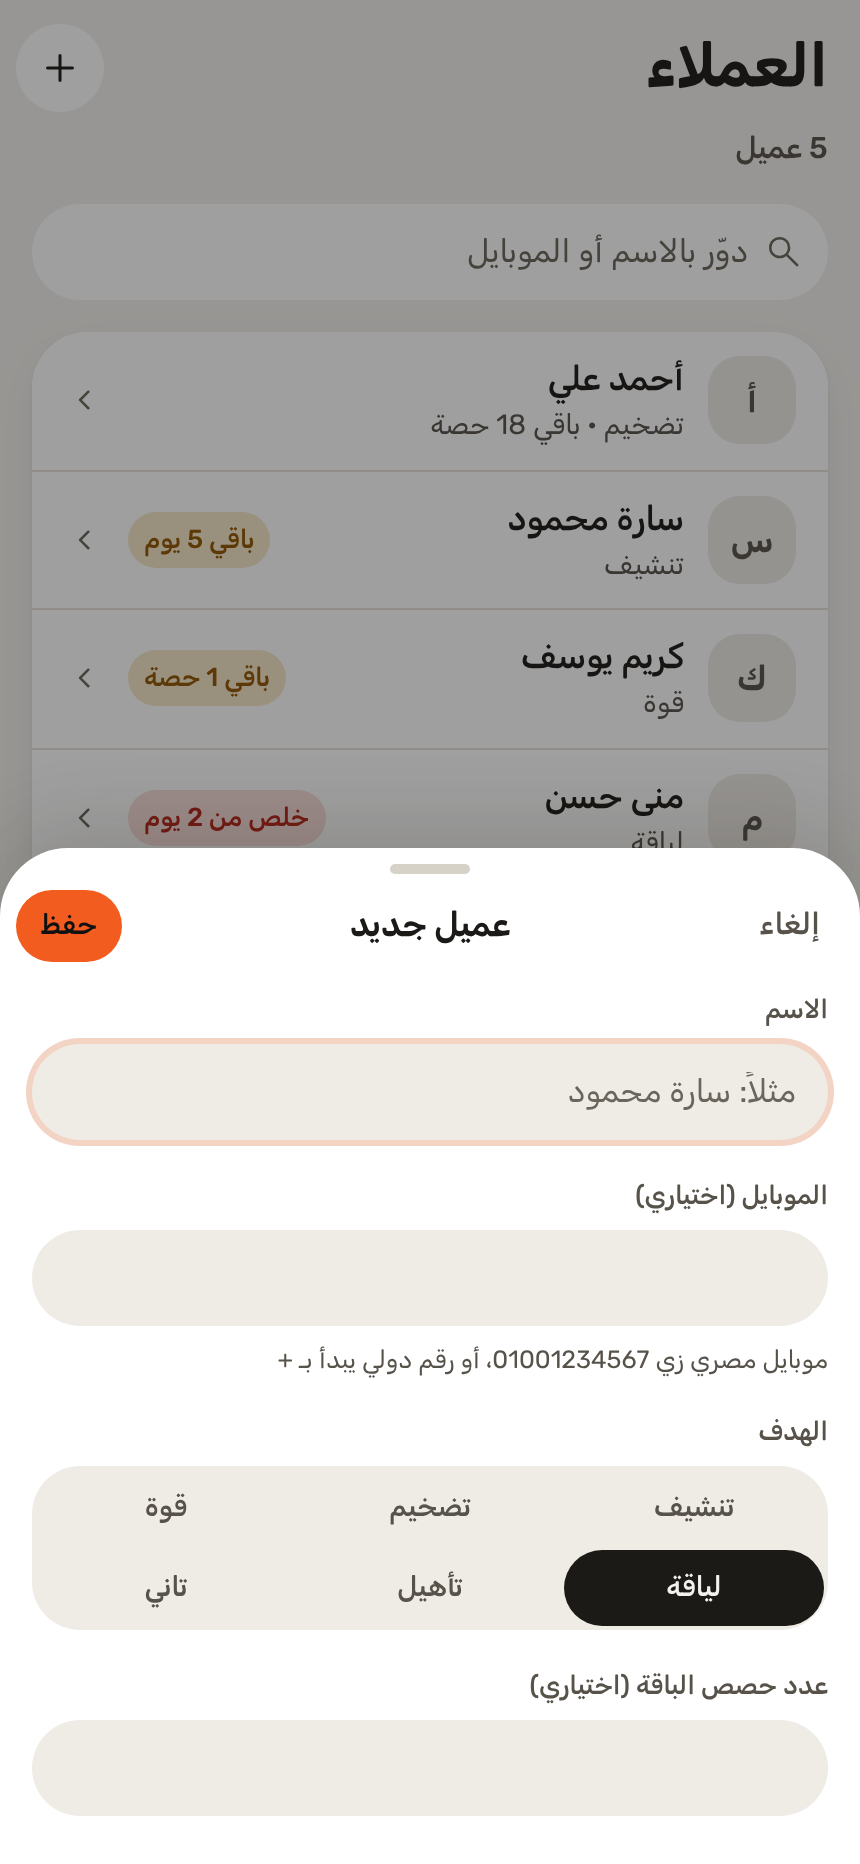 العملاء
5 عميل
دوّر بالاسم أو الموبايل
أ
أحمد علي
تضخيم • باقي 18 حصة
س
سارة محمود
تنشيف
باقي 5 يوم
ك
كريم يوسف
قوة
باقي 1 حصة
م
منى حسن
لياقة
خلص من 2 يوم
إلغاء
عميل جديد
حفظ
الاسم
مثلاً: سارة محمود
الموبايل (اختياري)
موبايل مصري زي 01001234567، أو رقم دولي يبدأ بـ +
الهدف
تنشيف تضخيم قوة
لياقة تأهيل تاني
عدد حصص الباقة (اختياري)